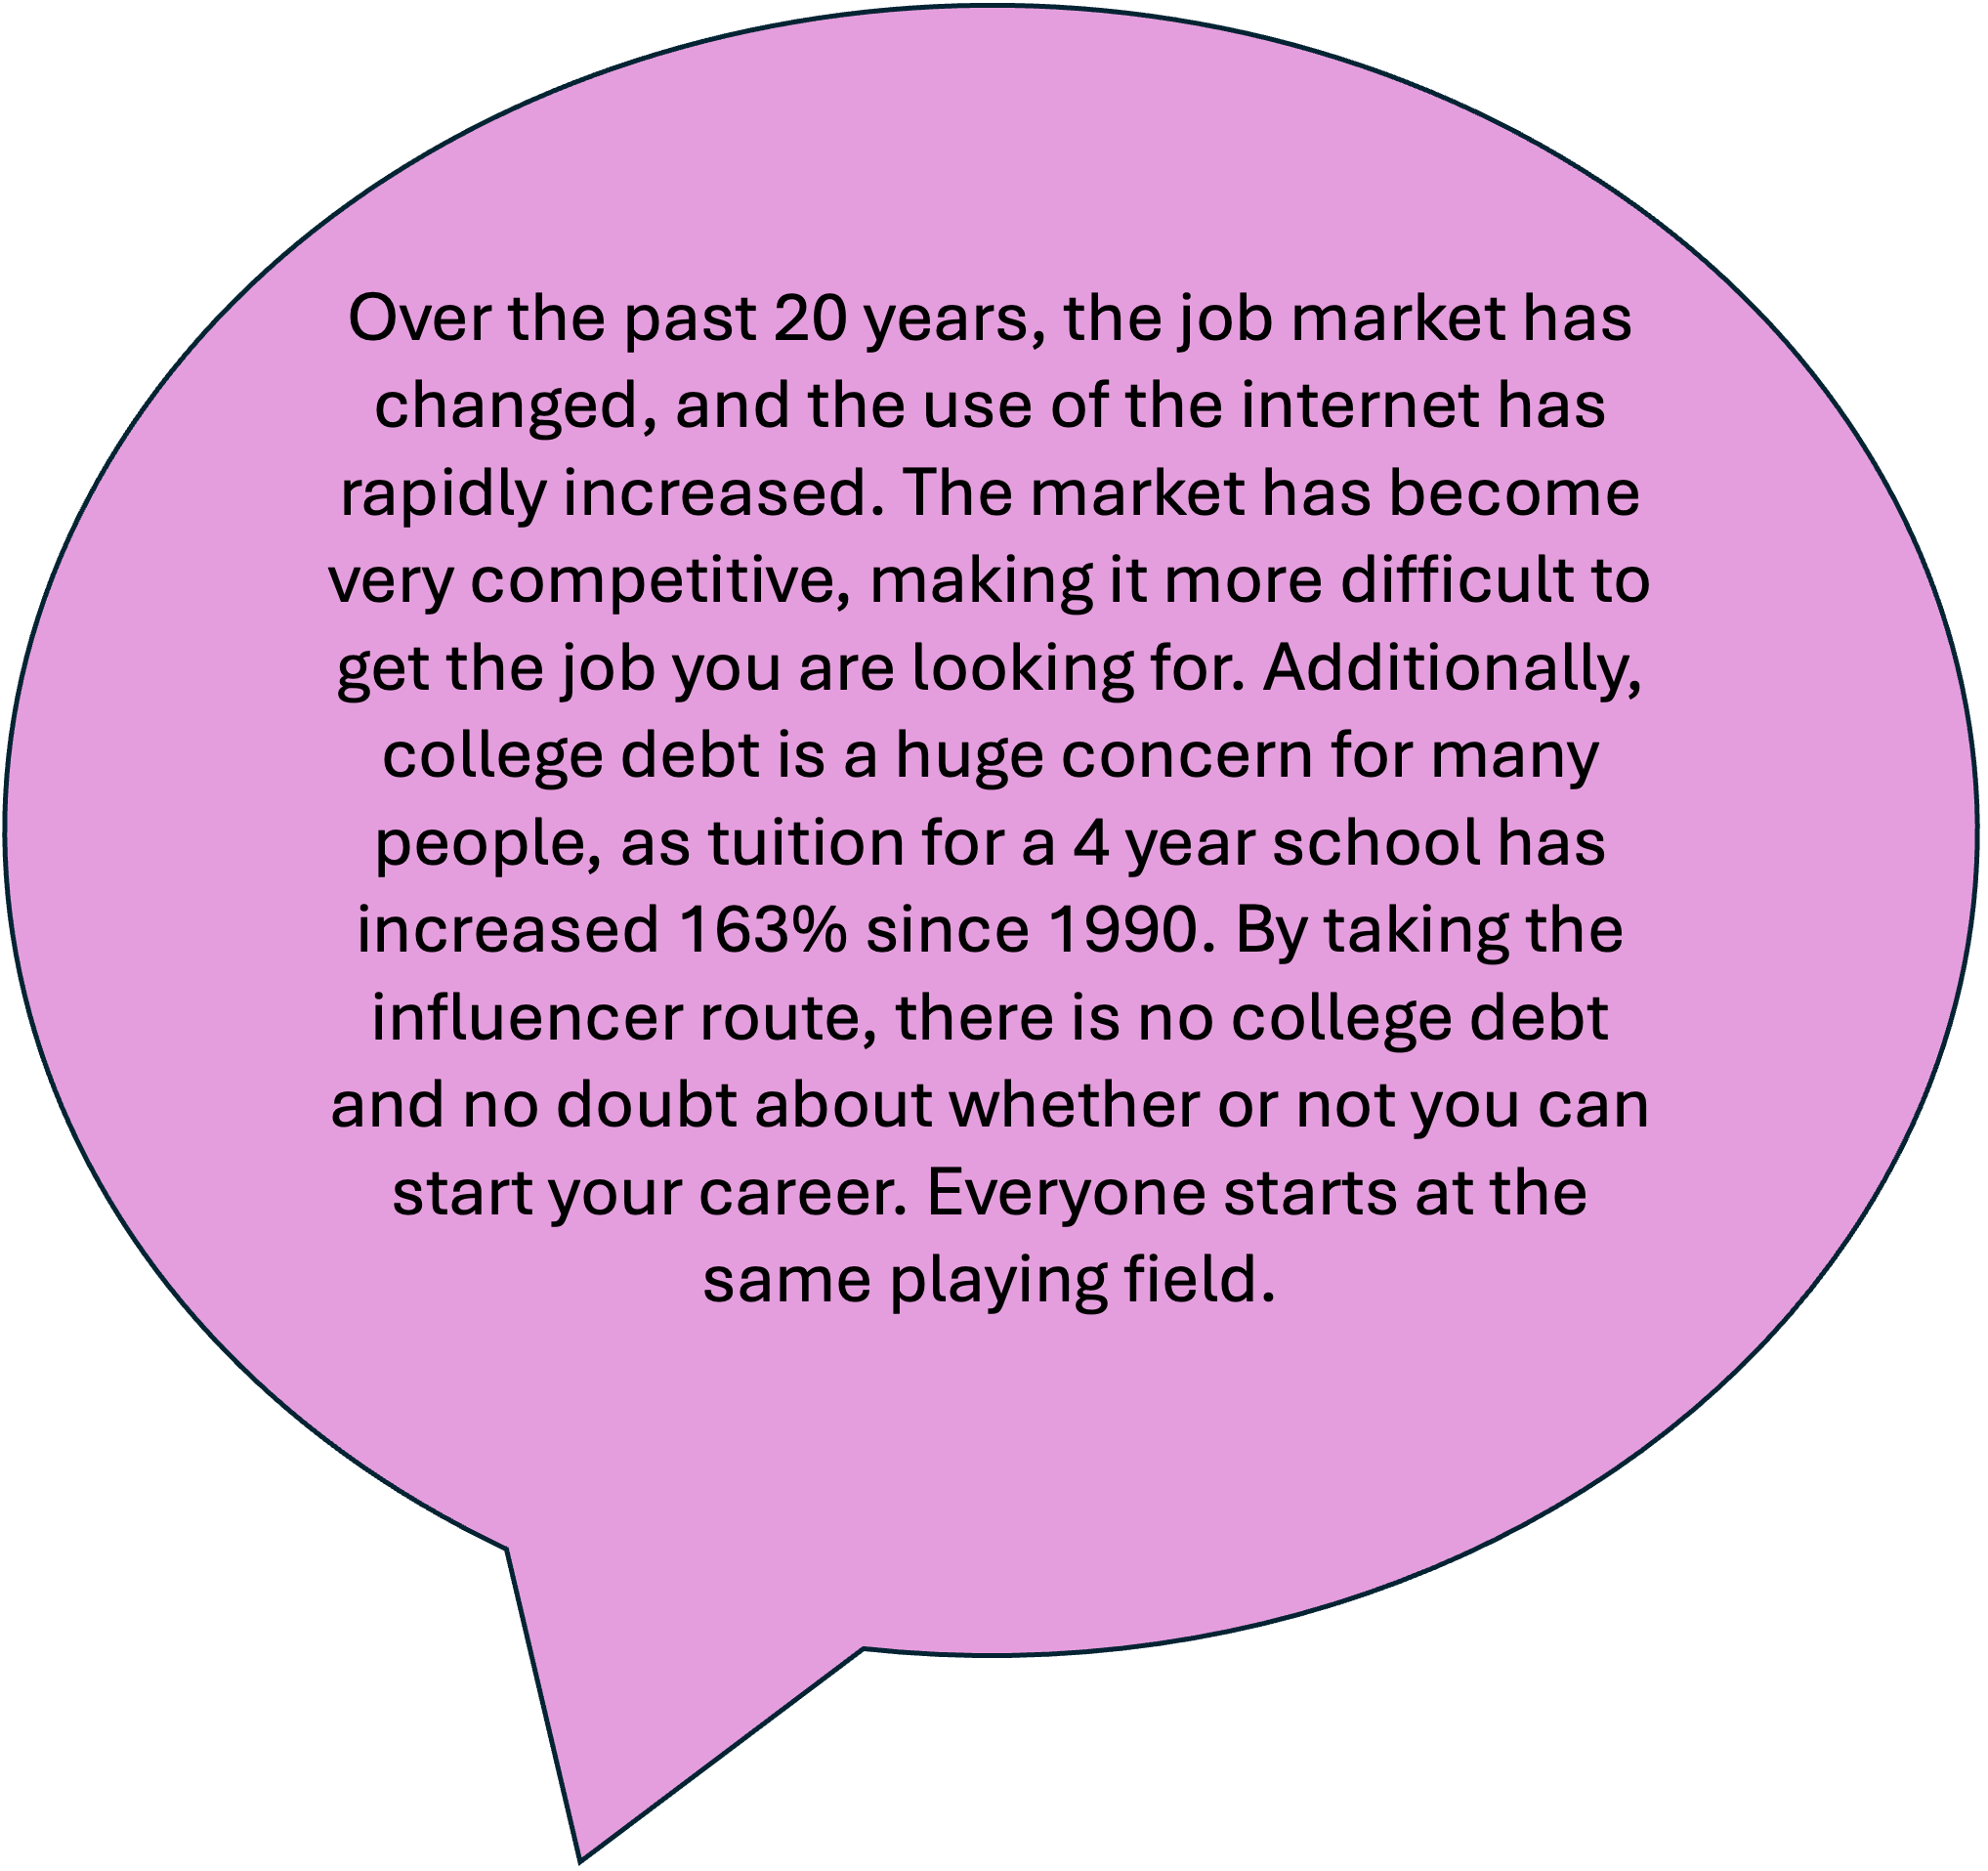 Over the past 20 years, the job market has
changed, and the use of the internet has
rapidly increased. The market has become
very competitive, making it more difficult to
get the job you are looking for. Additionally,
college debt is a huge concern for many
people, as tuition for a 4 year school has
increased 163% since 1990. By taking the
influencer route, there is no college debt
and no doubt about whether or not you can
start your career. Everyone starts at the
same playing field.